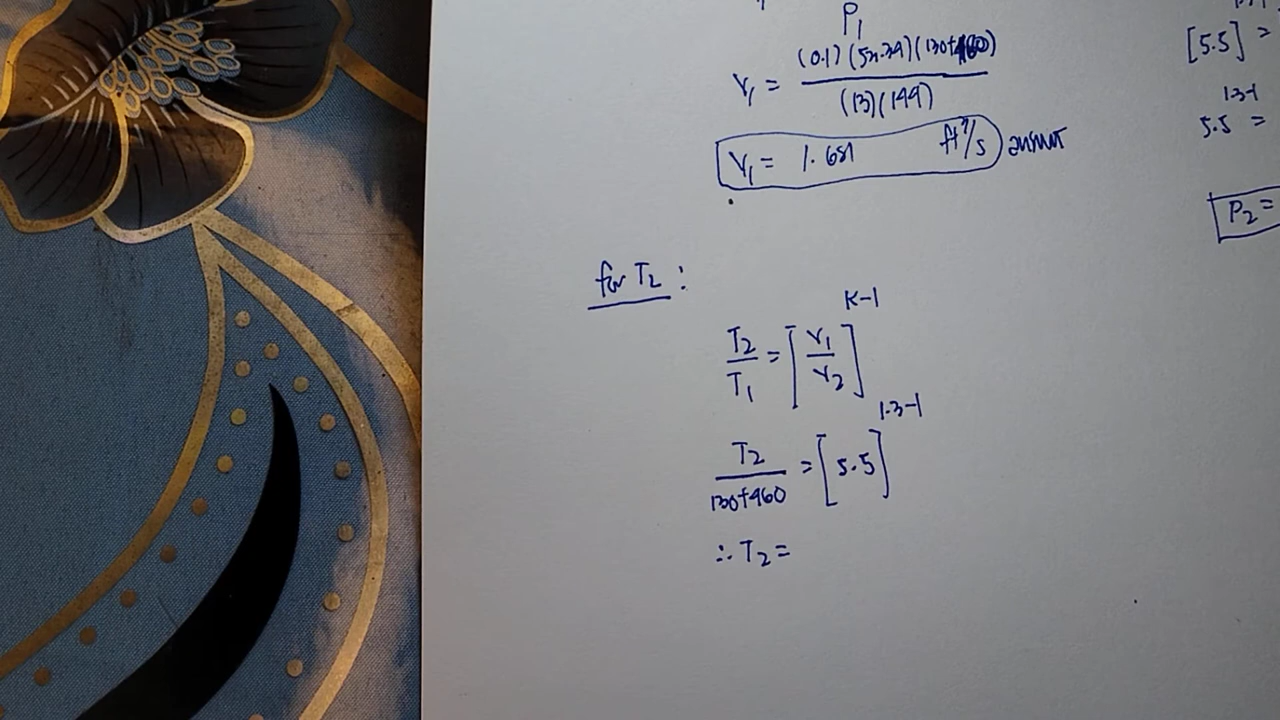 P₁
V₁ = (0.1)(53.34)(130+460) / (13)(144)
V₁ = 1.681 ft³/s answer
for T₂ :
T₂/T₁ = [V₁/V₂]^(K-1)
T₂/(130+460) = [5.5]^(1.3-1)
∴ T₂ =
[5.5] =
1.3-1
5.5 =
P₂ =